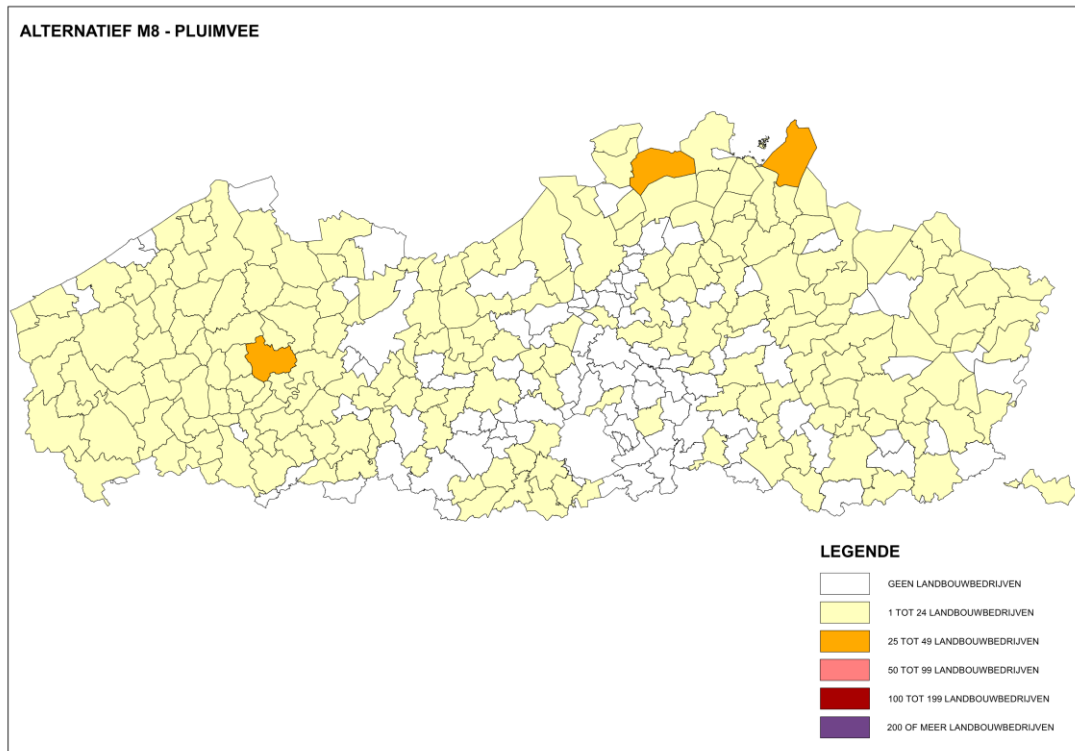 ALTERNATIEF M8 - PLUIMVEE
LEGENDE
GEEN LANDBOUWBEDRIJVEN
1 TOT 24 LANDBOUWBEDRIJVEN
25 TOT 49 LANDBOUWBEDRIJVEN
50 TOT 99 LANDBOUWBEDRIJVEN
100 TOT 199 LANDBOUWBEDRIJVEN
200 OF MEER LANDBOUWBEDRIJVEN